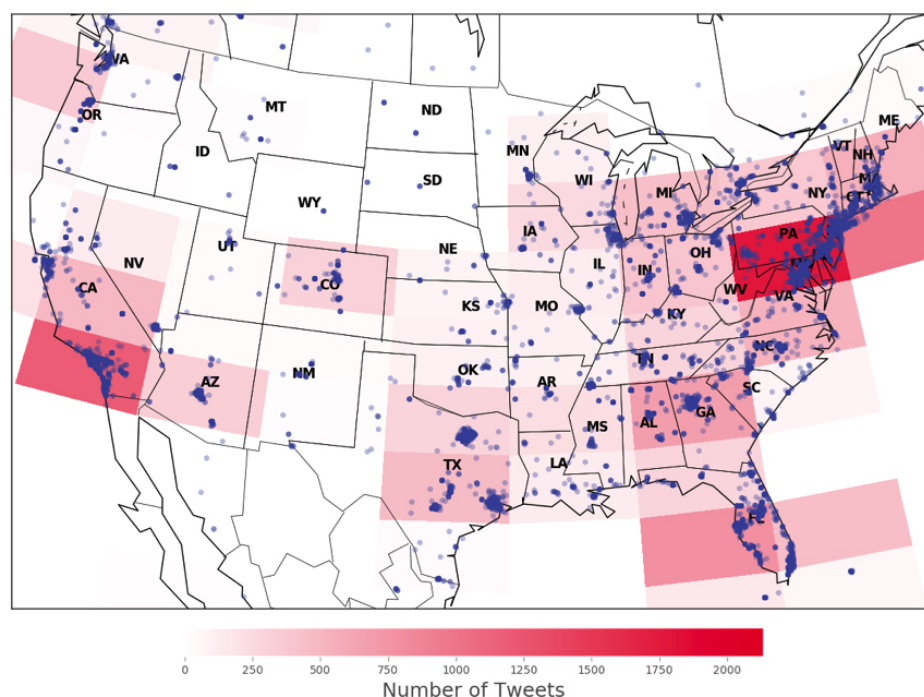 WA
OR
MT
ND
ID
MN
SD
WY
WI
MI
ME
VT
NH
NY
IA
NE
UT
NV
CA
CO
IL
IN
OH
PA
WV
VA
KS
MO
KY
AZ
NM
OK
AR
TN
NC
SC
MS
AL
GA
TX
LA
FL
0 250 500 750 1000 1250 1500 1750 2000
Number of Tweets